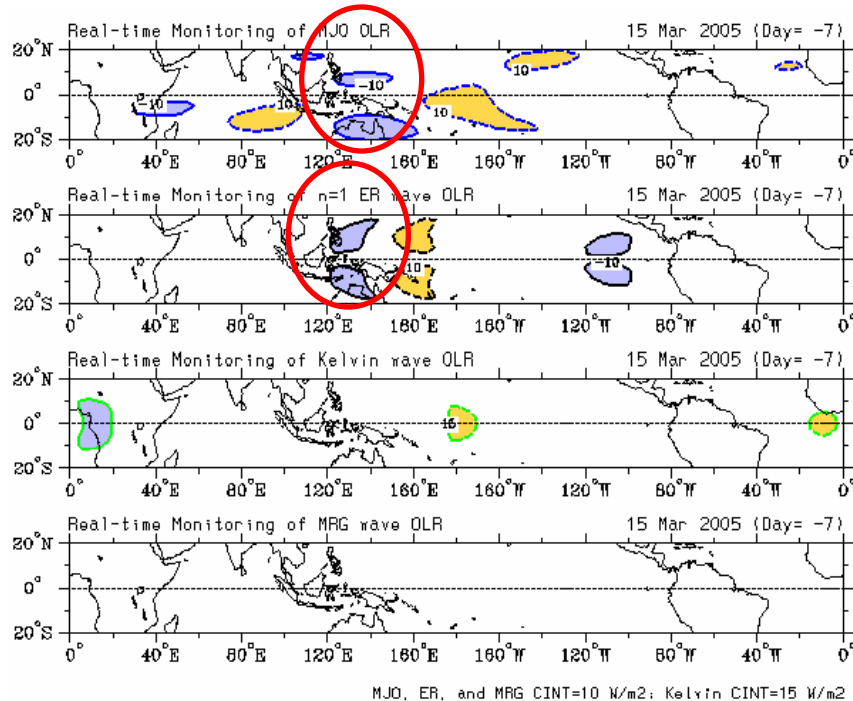 Real-time Monitoring of MJO OLR 15 Mar 2005 (Day= -7)
20°N
0°
20°S
10
10
-10
-10
10
10
0° 40°E 80°E 120°E 160°E 160°W 120°W 80°W 40°W 0°
Real-time Monitoring of n=1 ER wave OLR 15 Mar 2005 (Day= -7)
20°N
0°
20°S
10
-10
0° 40°E 80°E 120°E 160°E 160°W 120°W 80°W 40°W 0°
Real-time Monitoring of Kelvin wave OLR 15 Mar 2005 (Day= -7)
20°N
0°
20°S
15
0° 40°E 80°E 120°E 160°E 160°W 120°W 80°W 40°W 0°
Real-time Monitoring of MRG wave OLR 15 Mar 2005 (Day= -7)
20°N
0°
20°S
0° 40°E 80°E 120°E 160°E 160°W 120°W 80°W 40°W 0°
MJO, ER, and MRG CINT=10 W/m2; Kelvin CINT=15 W/m2